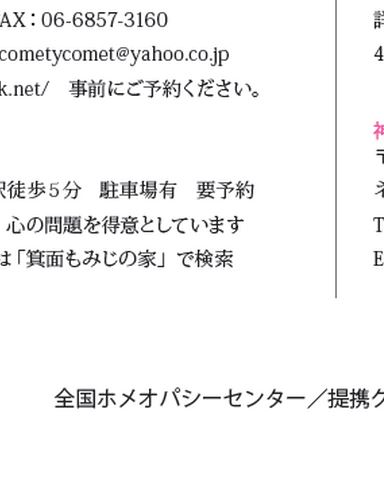 AX：06-6857-3160
cometycomet@yahoo.co.jp
k.net/　事前にご予約ください。
駅徒歩5分　駐車場有　要予約
心の問題を得意としています
は「箕面もみじの家」で検索
4
〒
ネ
T
E
全国ホメオパシーセンター／提携ク